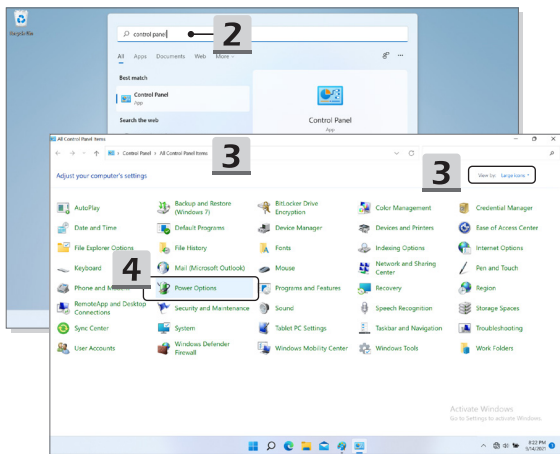 Recycle Bin
control panel
2
All Apps Documents Web More
Best match
Control Panel
App
Search the web
Control Panel
App
All Control Panel Items
Control Panel › All Control Panel Items
3
3
Adjust your computer's settings
View by: Large icons
AutoPlay
Backup and Restore (Windows 7)
BitLocker Drive Encryption
Color Management
Credential Manager
Date and Time
Default Programs
Device Manager
Devices and Printers
Ease of Access Center
File Explorer Options
File History
Fonts
Indexing Options
Internet Options
4
Keyboard
Mail (Microsoft Outlook)
Mouse
Network and Sharing Center
Pen and Touch
Phone and
Power Options
Programs and Features
Recovery
Region
RemoteApp and Desktop Connections
Security and Maintenance
Sound
Speech Recognition
Storage Spaces
Sync Center
System
Tablet PC Settings
Taskbar and Navigation
Troubleshooting
User Accounts
Windows Defender Firewall
Windows Mobility Center
Windows Tools
Work Folders
Activate Windows
Go to Settings to activate Windows.
9:22 PM
9/14/2021